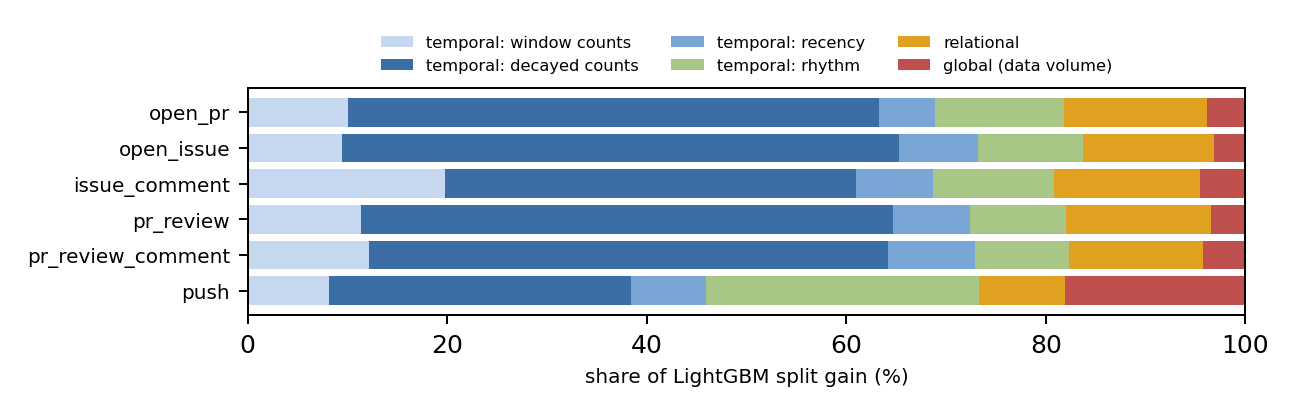 temporal: window counts temporal: recency relational
temporal: decayed counts temporal: rhythm global (data volume)
open_pr
open_issue
issue_comment
pr_review
pr_review_comment
push
0 20 40 60 80 100
share of LightGBM split gain (%)